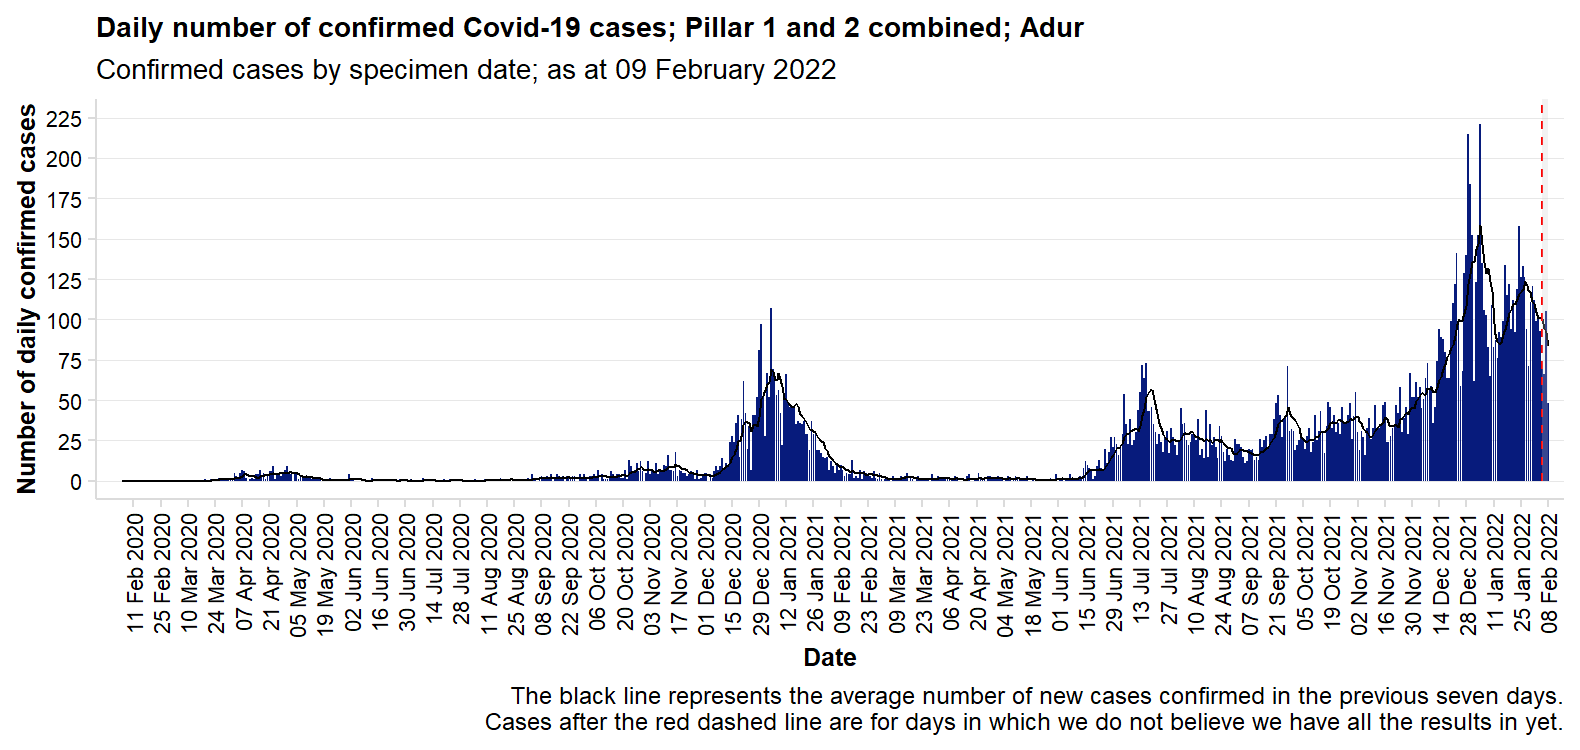 Daily number of confirmed Covid-19 cases; Pillar 1 and 2 combined; Adur
Confirmed cases by specimen date; as at 09 February 2022
Number of daily confirmed cases
225
200
175
150
125
100
75
50
25
0
11 Feb 2020
25 Feb 2020
10 Mar 2020
24 Mar 2020
07 Apr 2020
21 Apr 2020
05 May 2020
19 May 2020
02 Jun 2020
16 Jun 2020
30 Jun 2020
14 Jul 2020
28 Jul 2020
11 Aug 2020
25 Aug 2020
08 Sep 2020
22 Sep 2020
06 Oct 2020
20 Oct 2020
03 Nov 2020
17 Nov 2020
01 Dec 2020
15 Dec 2020
29 Dec 2020
12 Jan 2021
26 Jan 2021
09 Feb 2021
23 Feb 2021
09 Mar 2021
23 Mar 2021
06 Apr 2021
20 Apr 2021
04 May 2021
18 May 2021
01 Jun 2021
15 Jun 2021
29 Jun 2021
13 Jul 2021
27 Jul 2021
10 Aug 2021
24 Aug 2021
07 Sep 2021
21 Sep 2021
05 Oct 2021
19 Oct 2021
02 Nov 2021
16 Nov 2021
30 Nov 2021
14 Dec 2021
28 Dec 2021
11 Jan 2022
25 Jan 2022
08 Feb 2022
Date
The black line represents the average number of new cases confirmed in the previous seven days.
Cases after the red dashed line are for days in which we do not believe we have all the results in yet.